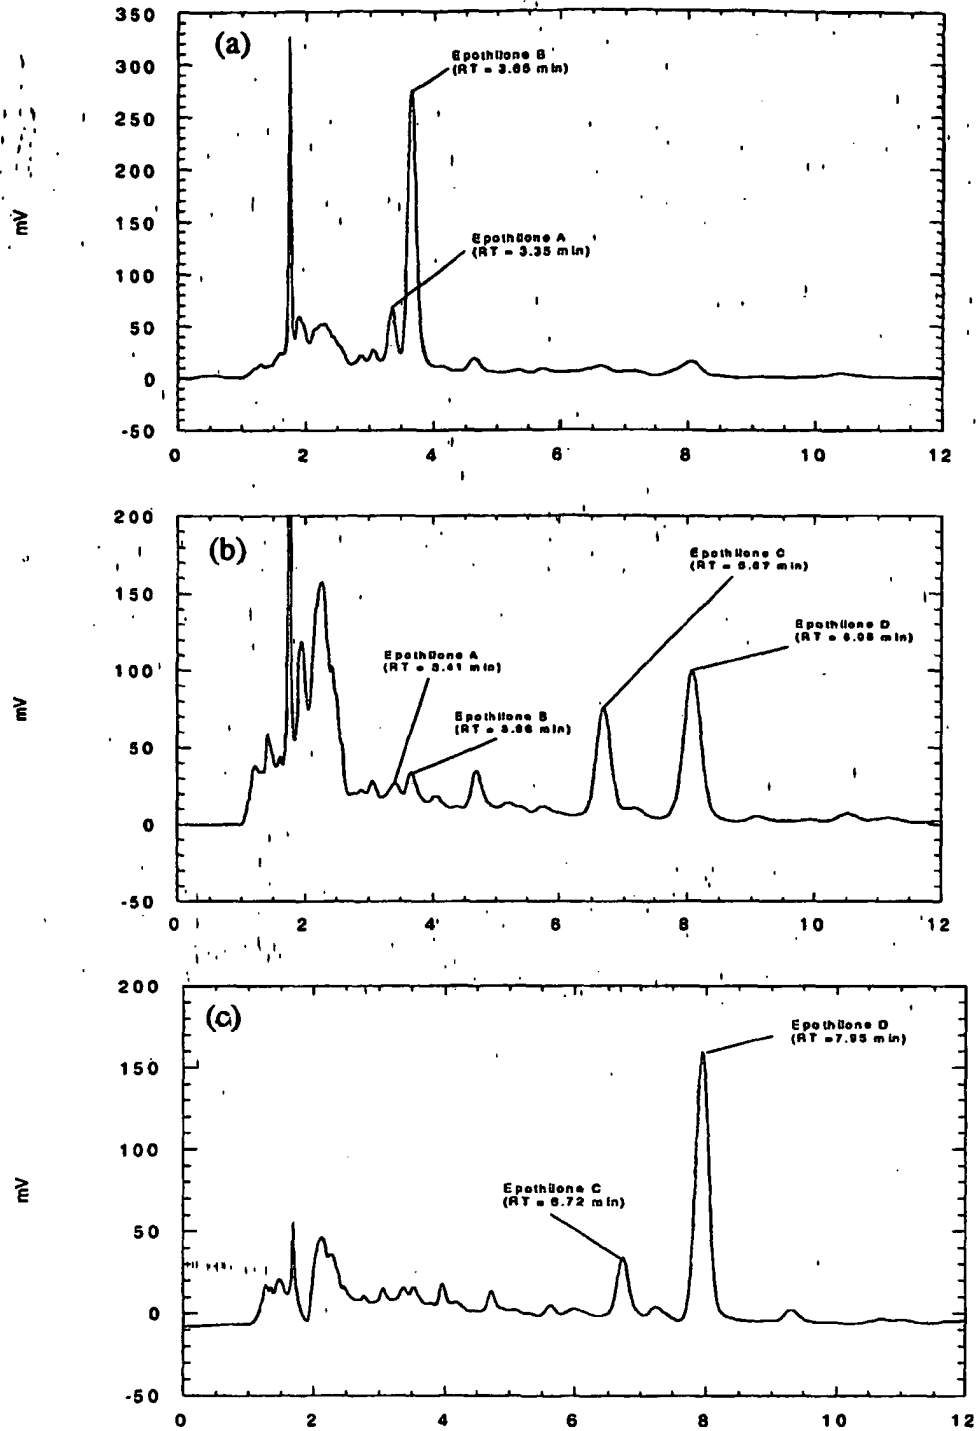 (a)
Epothilone B
(RT = 3.65 min)
Epothilone A
(RT = 3.35 min)
mV
350
300
250
200
150
100
50
0
-50
0 2 4 6 8 10 12
(b)
Epothilone C
(RT = 6.67 min)
Epothilone D
(RT = 8.08 min)
Epothilone A
(RT = 3.41 min)
Epothilone B
(RT = 3.66 min)
mV
200
150
100
50
0
-50
0 2 4 6 8 10 12
(c)
Epothilone D
(RT =7.95 min)
Epothilone C
(RT = 6.72 min)
mV
200
150
100
50
0
-50
0 2 4 6 8 10 12